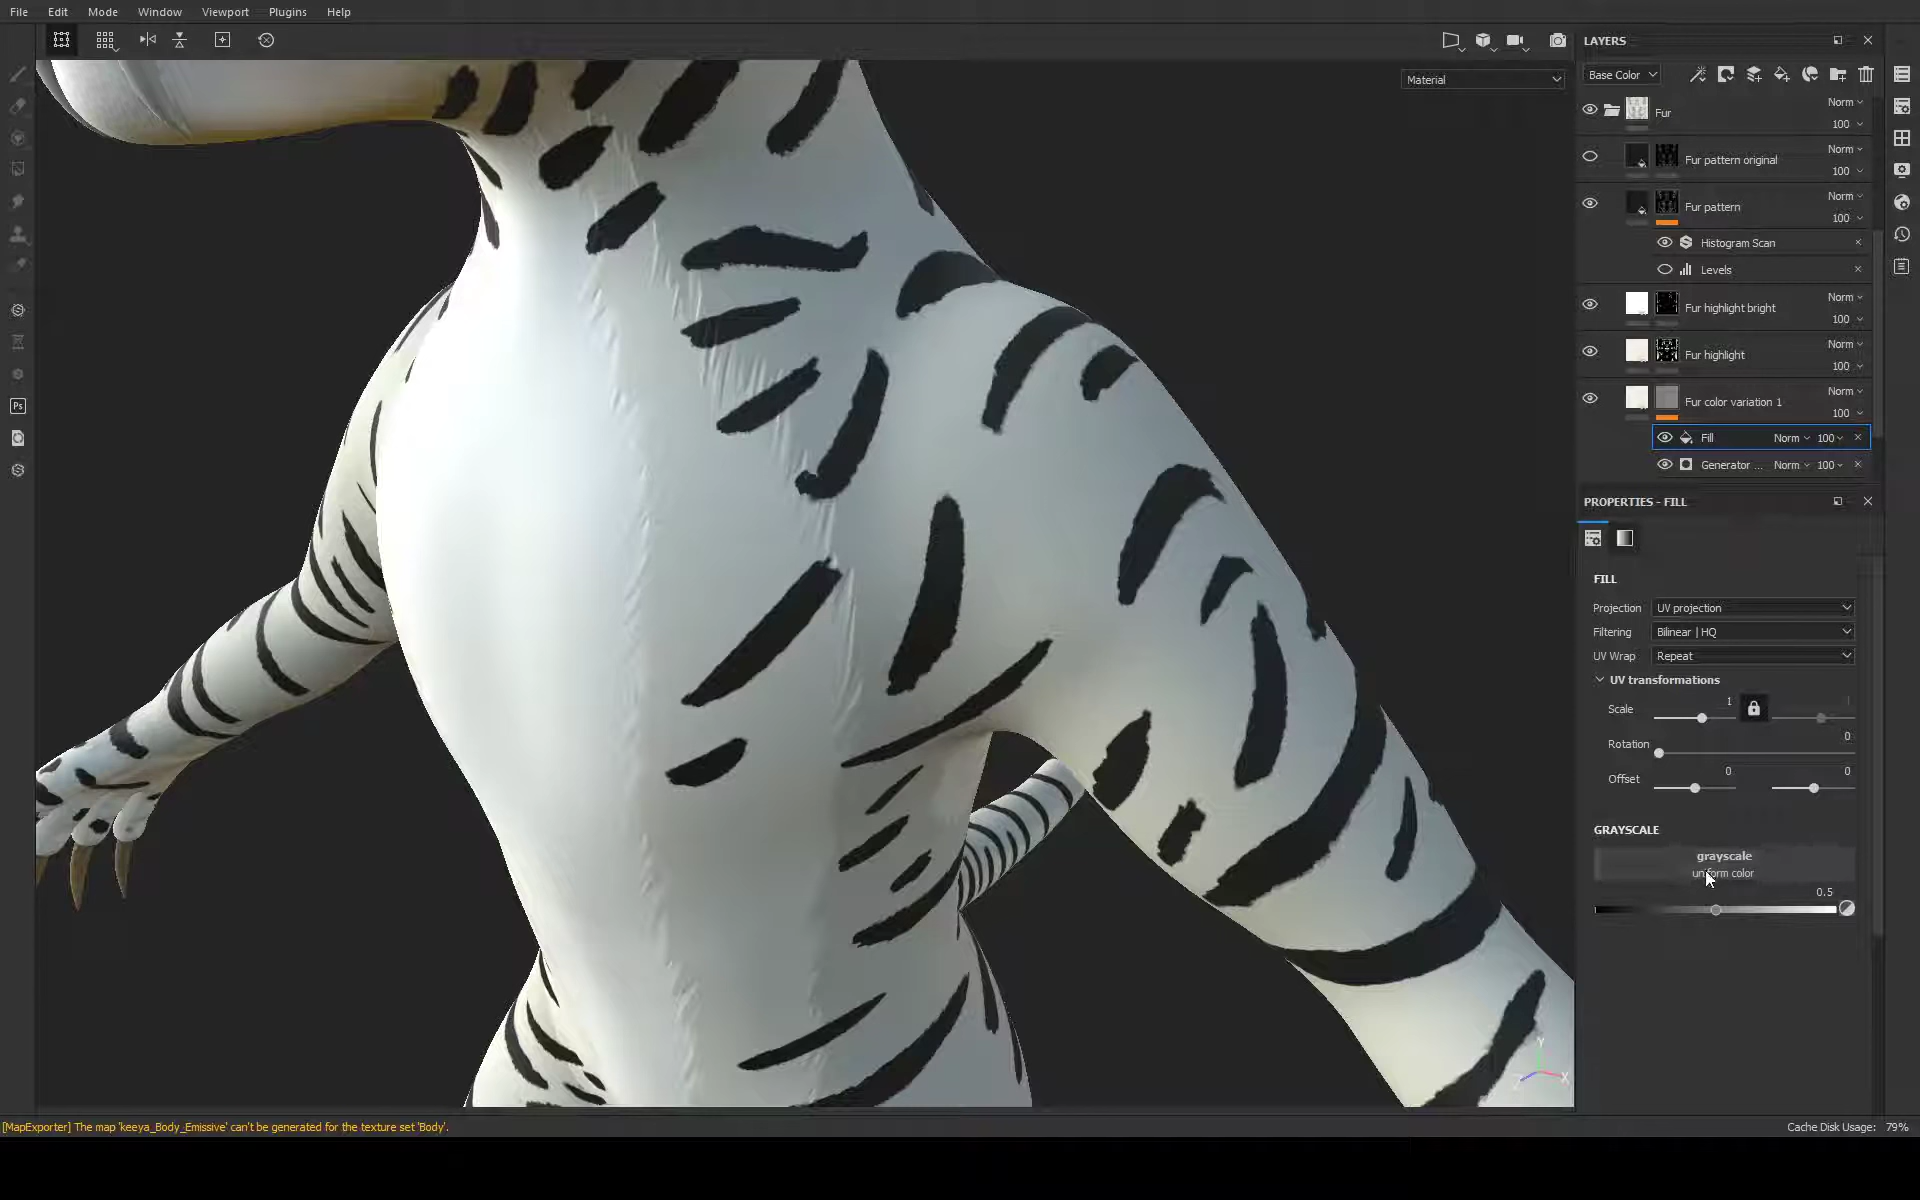 File Edit Mode Window Viewport Plugins Help
Material
LAYERS
Base Color
Norm
Fur
100
Norm
Fur pattern original
100
Norm
Fur pattern
100
Histogram Scan
Levels
Norm
Fur highlight bright
100
Norm
Fur highlight
100
Norm
Fur color variation 1
100
Fill Norm 100
Generator ... Norm 100
PROPERTIES - FILL
FILL
Projection UV projection
Filtering Bilinear | HQ
UV Wrap Repeat
UV transformations
Scale 1 1
Rotation 0
Offset 0 0
GRAYSCALE
grayscale
uniform color
0.5
Ps
Y
X
Z
[MapExporter] The map 'keeya_Body_Emissive' can't be generated for the texture set 'Body'.
Cache Disk Usage: 79%